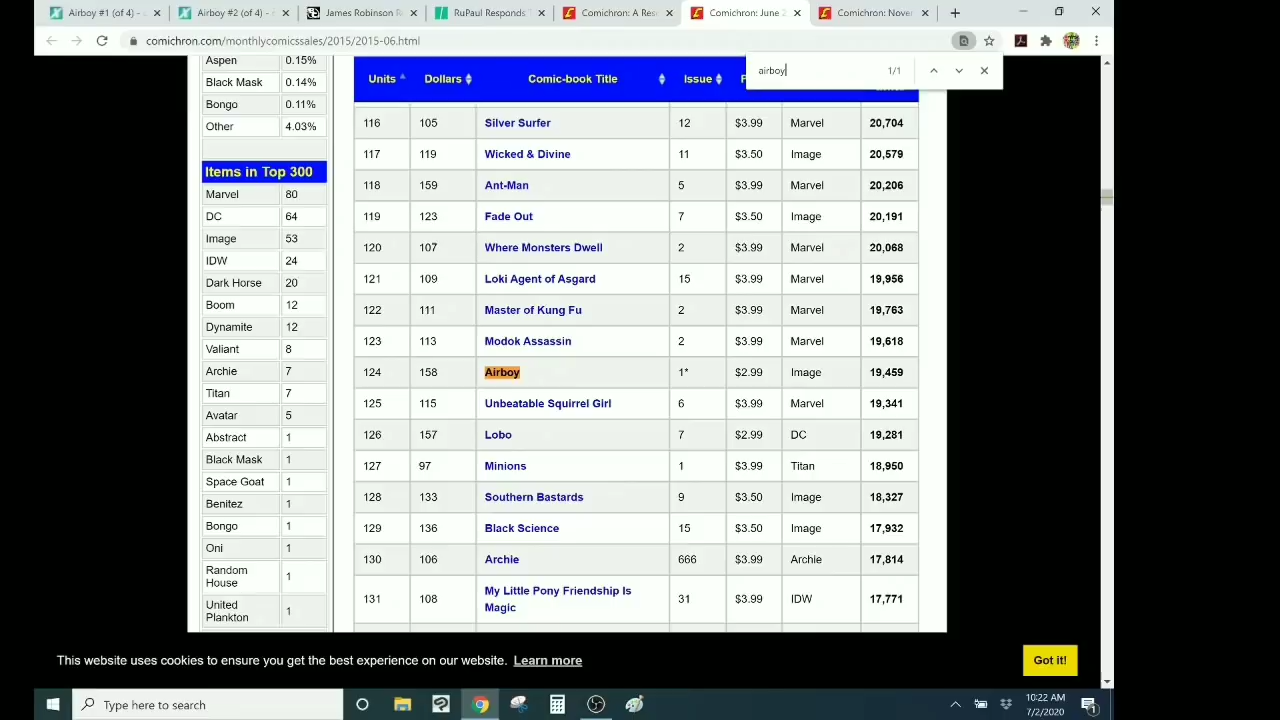 Airboy #1 (of 4) - c
Airboy #2 (of 4) - c
James Robinson R
RuPaul Responds T
Comichron: A Res
Comichron: June 2
Comichron: Nover
comichron.com/monthlycomicssales/2015/2015-06.html
airboy
1/1
Aspen 0.15%
Black Mask 0.14%
Bongo 0.11%
Other 4.03%
Items in Top 300
Marvel 80
DC 64
Image 53
IDW 24
Dark Horse 20
Boom 12
Dynamite 12
Valiant 8
Archie 7
Titan 7
Avatar 5
Abstract 1
Black Mask 1
Space Goat 1
Benitez 1
Bongo 1
Oni 1
Random
House 1
United
Plankton 1
Units Dollars Comic-book Title Issue
116 105 Silver Surfer 12 $3.99 Marvel 20,704
117 119 Wicked & Divine 11 $3.50 Image 20,579
118 159 Ant-Man 5 $3.99 Marvel 20,206
119 123 Fade Out 7 $3.50 Image 20,191
120 107 Where Monsters Dwell 2 $3.99 Marvel 20,068
121 109 Loki Agent of Asgard 15 $3.99 Marvel 19,956
122 111 Master of Kung Fu 2 $3.99 Marvel 19,763
123 113 Modok Assassin 2 $3.99 Marvel 19,618
124 158 Airboy 1* $2.99 Image 19,459
125 115 Unbeatable Squirrel Girl 6 $3.99 Marvel 19,341
126 157 Lobo 7 $2.99 DC 19,281
127 97 Minions 1 $3.99 Titan 18,950
128 133 Southern Bastards 9 $3.50 Image 18,327
129 136 Black Science 15 $3.50 Image 17,932
130 106 Archie 666 $3.99 Archie 17,814
131 108 My Little Pony Friendship Is
Magic 31 $3.99 IDW 17,771
This website uses cookies to ensure you get the best experience on our website. Learn more
Got it!
Type here to search
10:22 AM
7/2/2020
1